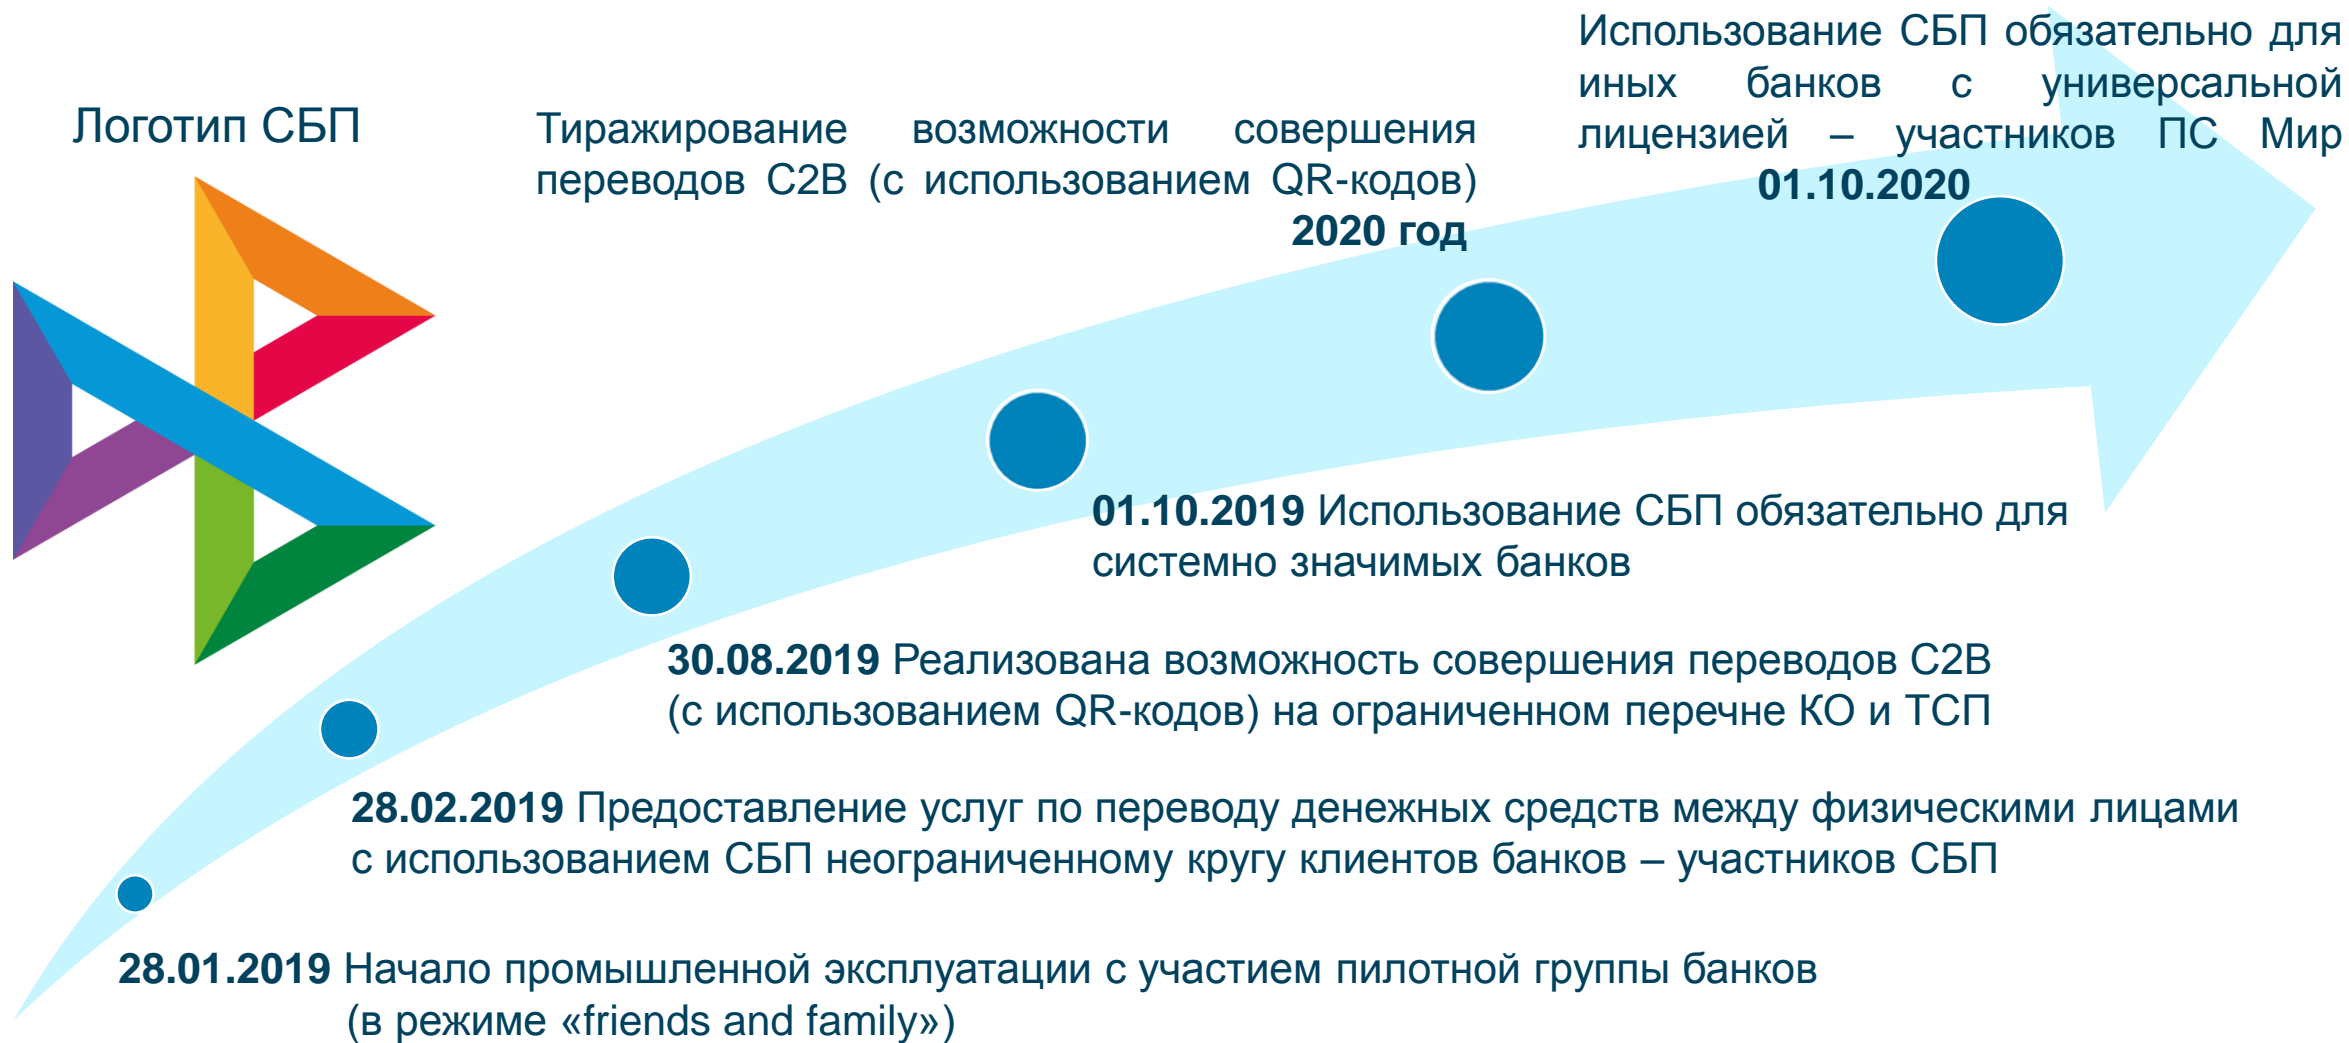 Логотип СБП
Тиражирование возможности совершения
переводов C2B (с использованием QR-кодов)
2020 год
Использование СБП обязательно для
иных банков с универсальной
лицензией – участников ПС Мир
01.10.2020
01.10.2019 Использование СБП обязательно для
системно значимых банков
30.08.2019 Реализована возможность совершения переводов C2B
(с использованием QR-кодов) на ограниченном перечне КО и ТСП
28.02.2019 Предоставление услуг по переводу денежных средств между физическими лицами
с использованием СБП неограниченному кругу клиентов банков – участников СБП
28.01.2019 Начало промышленной эксплуатации с участием пилотной группы банков
(в режиме «friends and family»)